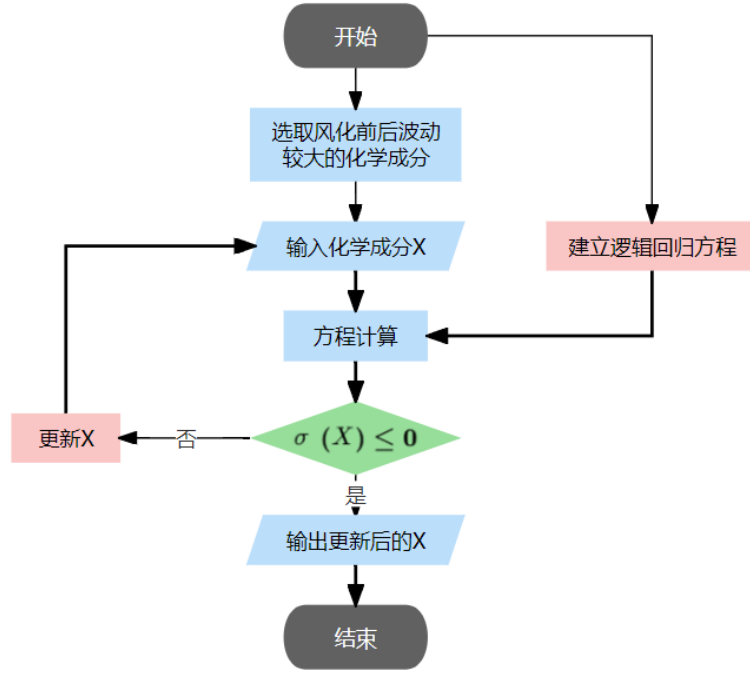 开始
选取风化前后波动
较大的化学成分
输入化学成分X
建立逻辑回归方程
方程计算
σ (X) ≤ 0
否
更新X
是
输出更新后的X
结束